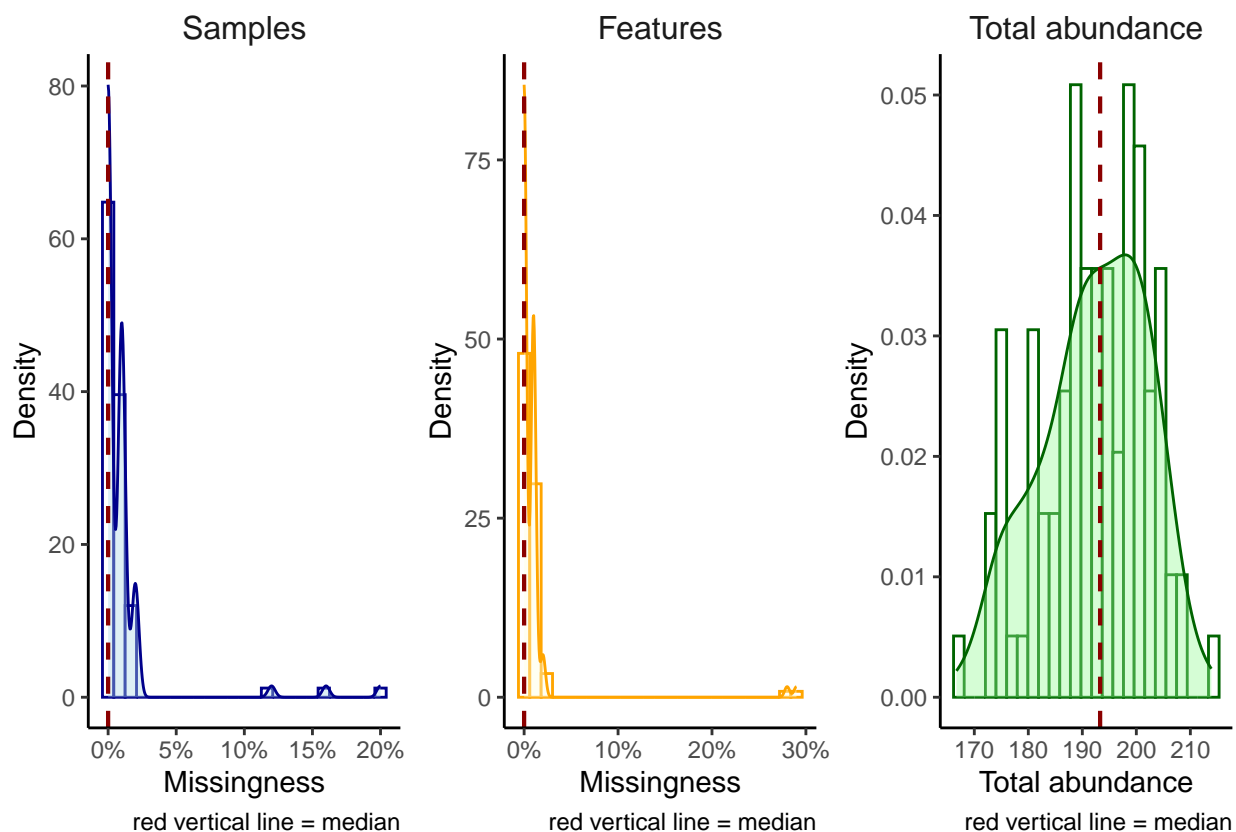 Samples
80
60
40
20
0
Density
0% 5% 10% 15% 20%
Missingness
red vertical line = median
Features
75
50
25
0
Density
0% 10% 20% 30%
Missingness
red vertical line = median
Total abundance
0.05
0.04
0.03
0.02
0.01
0.00
Density
170 180 190 200 210
Total abundance
red vertical line = median